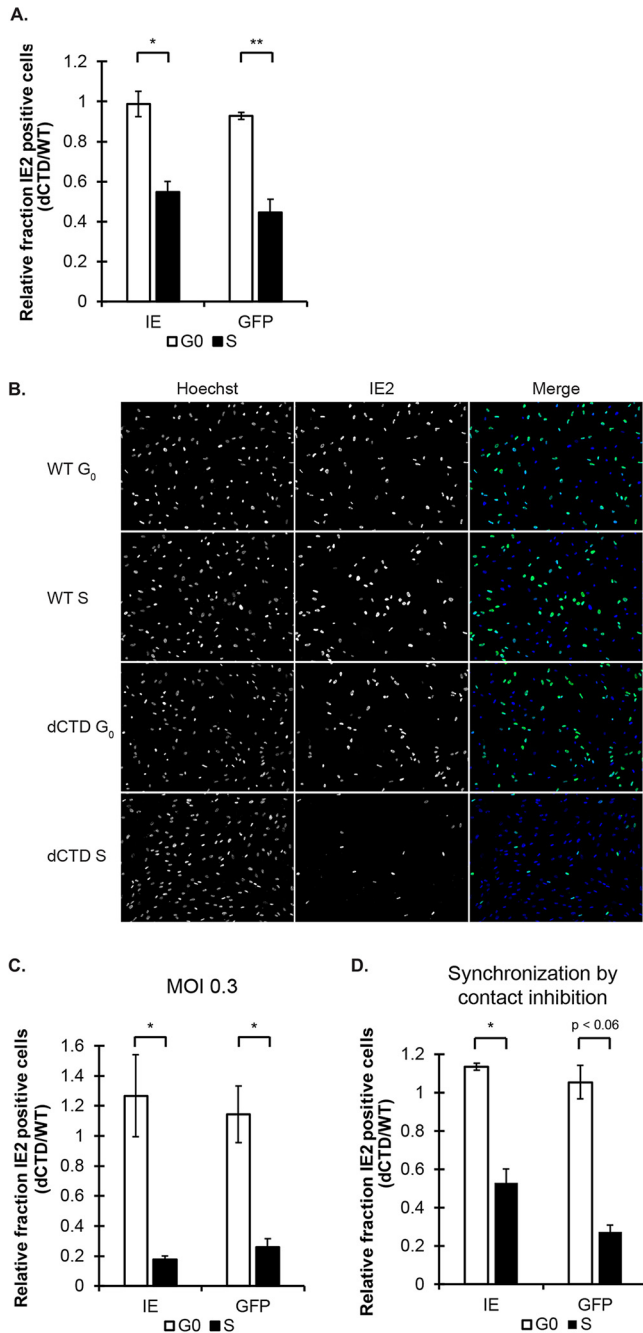 A.
* **
Relative fraction IE2 positive cells
(dCTD/WT)
1.2
1
0.8
0.6
0.4
0.2
0
IE GFP
G0 S
B.
Hoechst IE2 Merge
WT G0
WT S
dCTD G0
dCTD S
C.
MOI 0.3
* *
Relative fraction IE2 positive cells
(dCTD/WT)
1.6
1.4
1.2
1
0.8
0.6
0.4
0.2
0
IE GFP
G0 S
D.
Synchronization by
contact inhibition
* p < 0.06
Relative fraction IE2 positive cells
(dCTD/WT)
1.2
1
0.8
0.6
0.4
0.2
0
IE GFP
G0 S